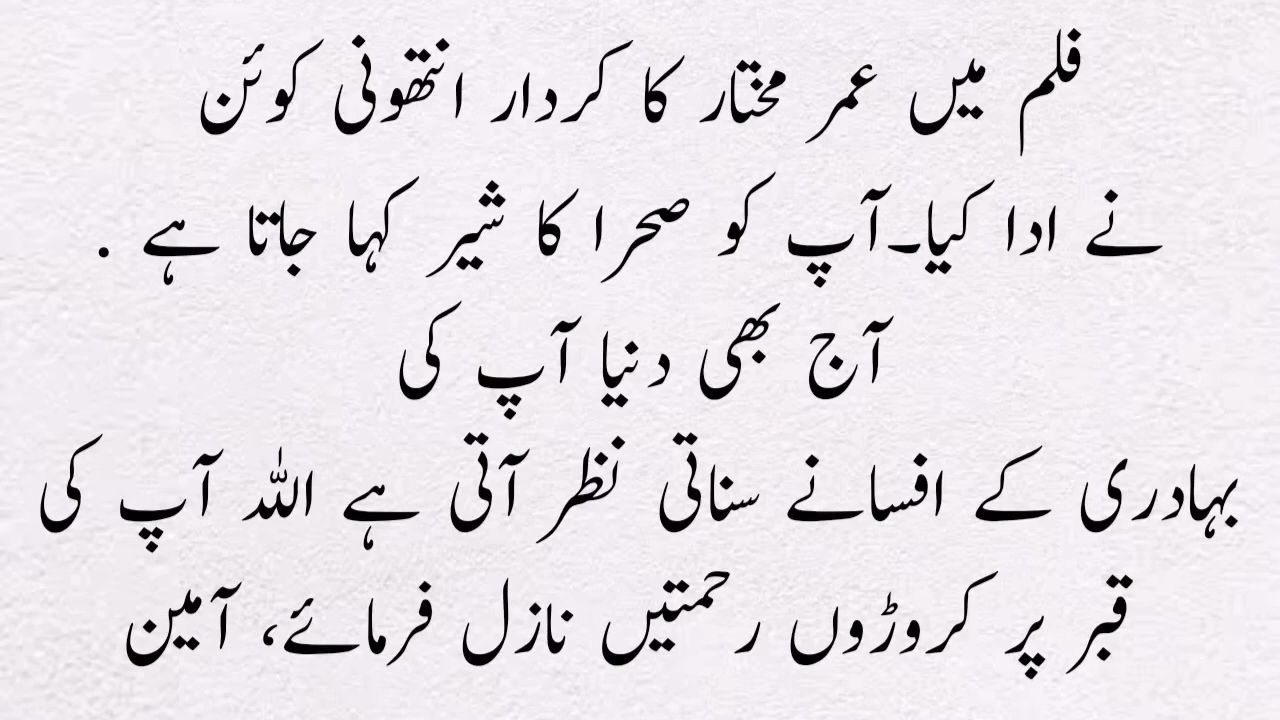 فلم میں عمر مختار کا کردار انتھونی کوئن
نے ادا کیا۔آپ کو صحرا کا شیر کہا جاتا ہے .
آج بھی دنیا آپ کی
بہادری کے افسانے سناتی نظر آتی ہے اللہ آپ کی
قبر پر کروڑوں رحمتیں نازل فرمائے، آمین